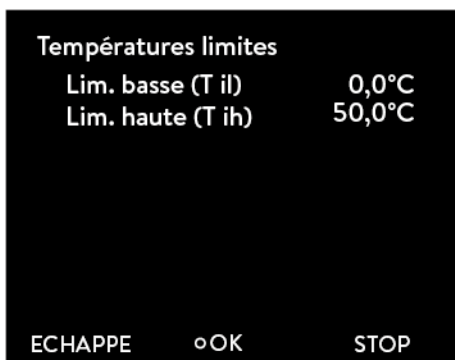 Températures limites
Lim. basse (T il) 0,0°C
Lim. haute (T ih) 50,0°C
ECHAPPE OK STOP